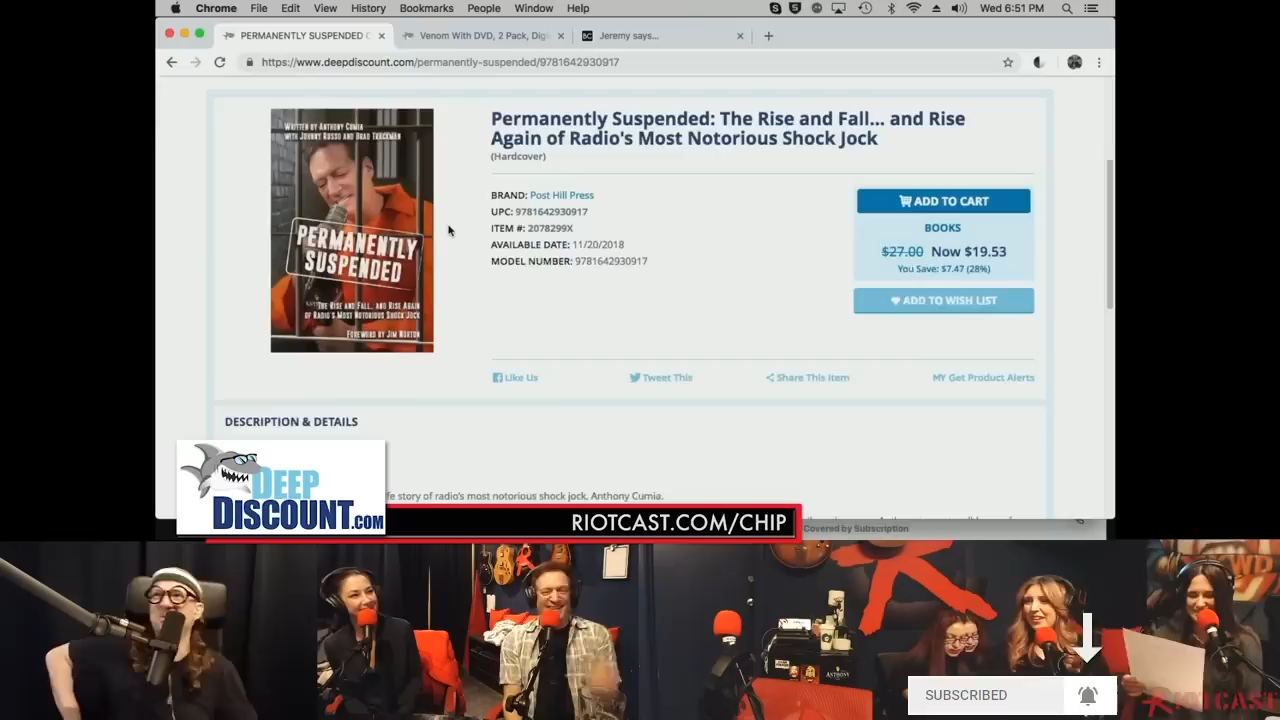 Chrome File Edit View History Bookmarks People Window Help Wed 6:51 PM
PERMANENTLY SUSPENDED Venom With DVD, 2 Pack, Digi Jeremy says...
https://www.deepdiscount.com/permanently-suspended/9781642930917
WRITTEN BY ANTHONY CUMIA
WITH JOHNNY RUSSO AND BRAD TRACKMAN
PERMANENTLY
SUSPENDED
THE RISE AND FALL... AND RISE AGAIN
OF RADIO'S MOST NOTORIOUS SHOCK JOCK
FOREWORD BY JIM NORTON
Permanently Suspended: The Rise and Fall... and Rise
Again of Radio's Most Notorious Shock Jock
(Hardcover)
BRAND: Post Hill Press
UPC: 9781642930917
ITEM #: 2078299X
AVAILABLE DATE: 11/20/2018
MODEL NUMBER: 9781642930917
ADD TO CART
BOOKS
$27.00 Now $19.53
You Save: $7.47 (28%)
ADD TO WISH LIST
Like Us Tweet This Share This Item MY Get Product Alerts
DESCRIPTION & DETAILS
fe story of radio's most notorious shock jock, Anthony Cumia.
DEEP
DISCOUNT.COM
RIOTCAST.COM/CHIP
Covered by Subscription
ANTHONY
SUBSCRIBED
RIOTCAST